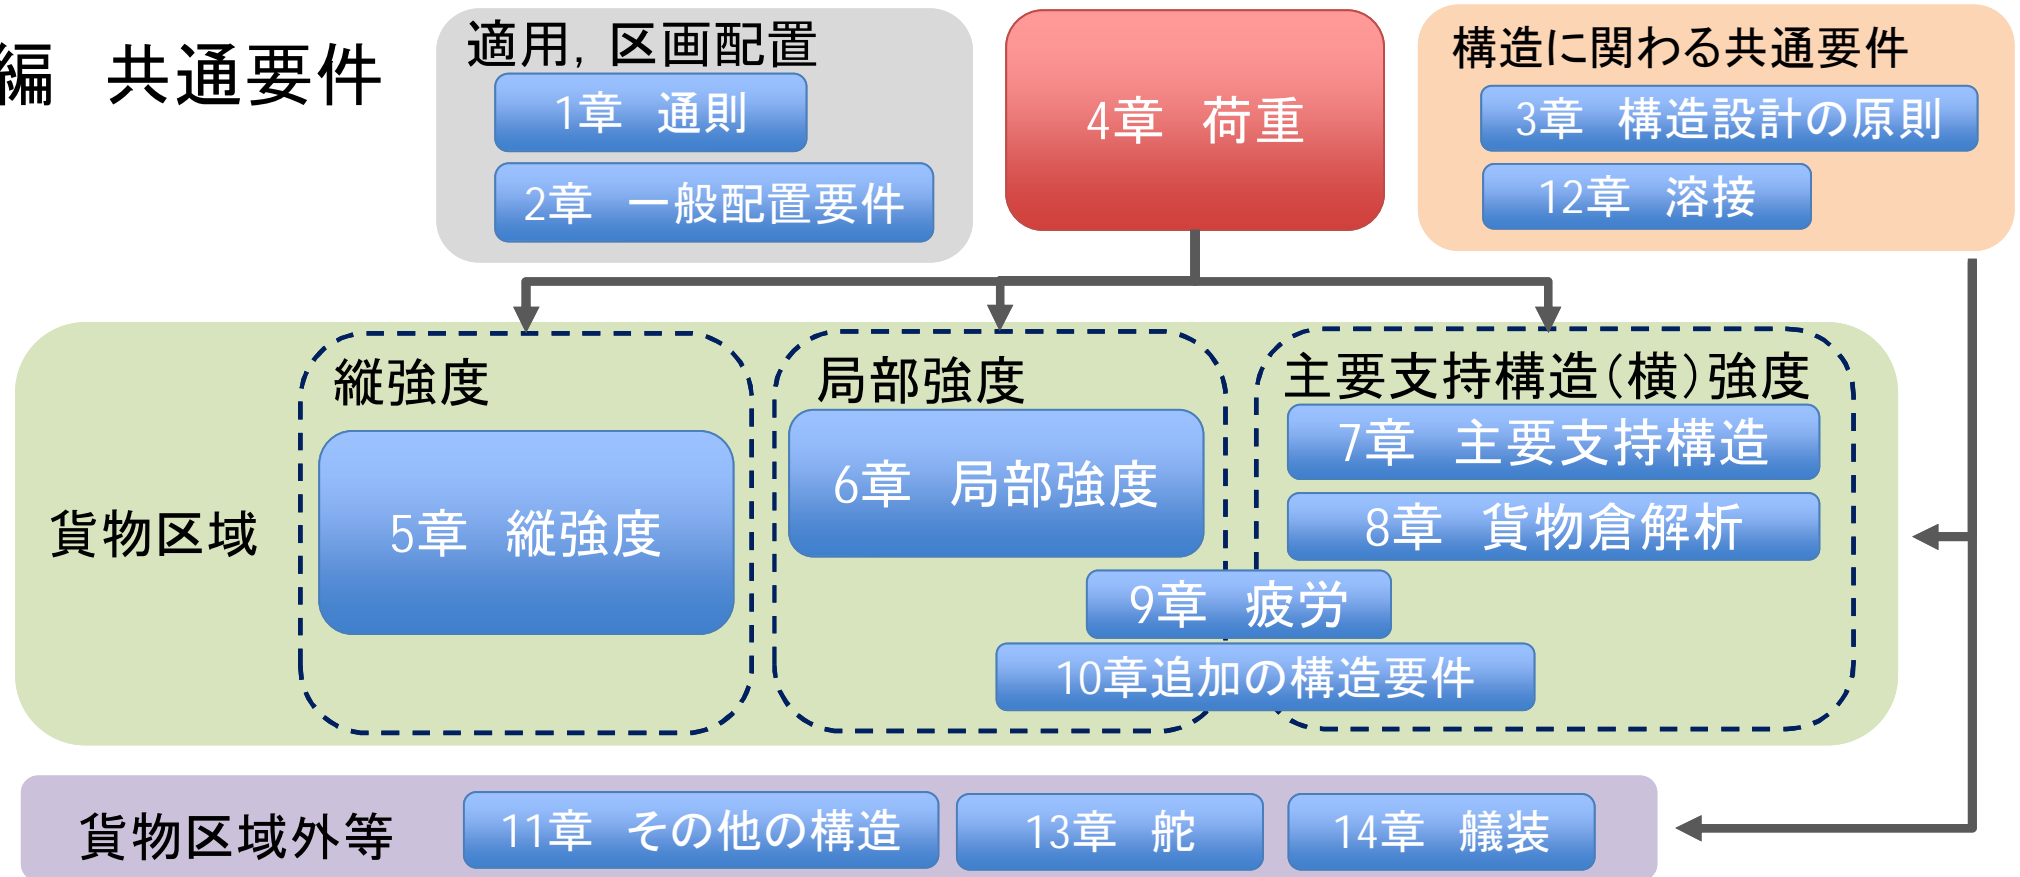 編　共通要件
適用，区画配置
1章　通則
2章　一般配置要件
4章　荷重
構造に関わる共通要件
3章　構造設計の原則
12章　溶接
貨物区域
縦強度
5章　縦強度
局部強度
6章　局部強度
主要支持構造（横）強度
7章　主要支持構造
8章　貨物倉解析
9章　疲労
10章追加の構造要件
貨物区域外等
11章　その他の構造
13章　舵
14章　艤装